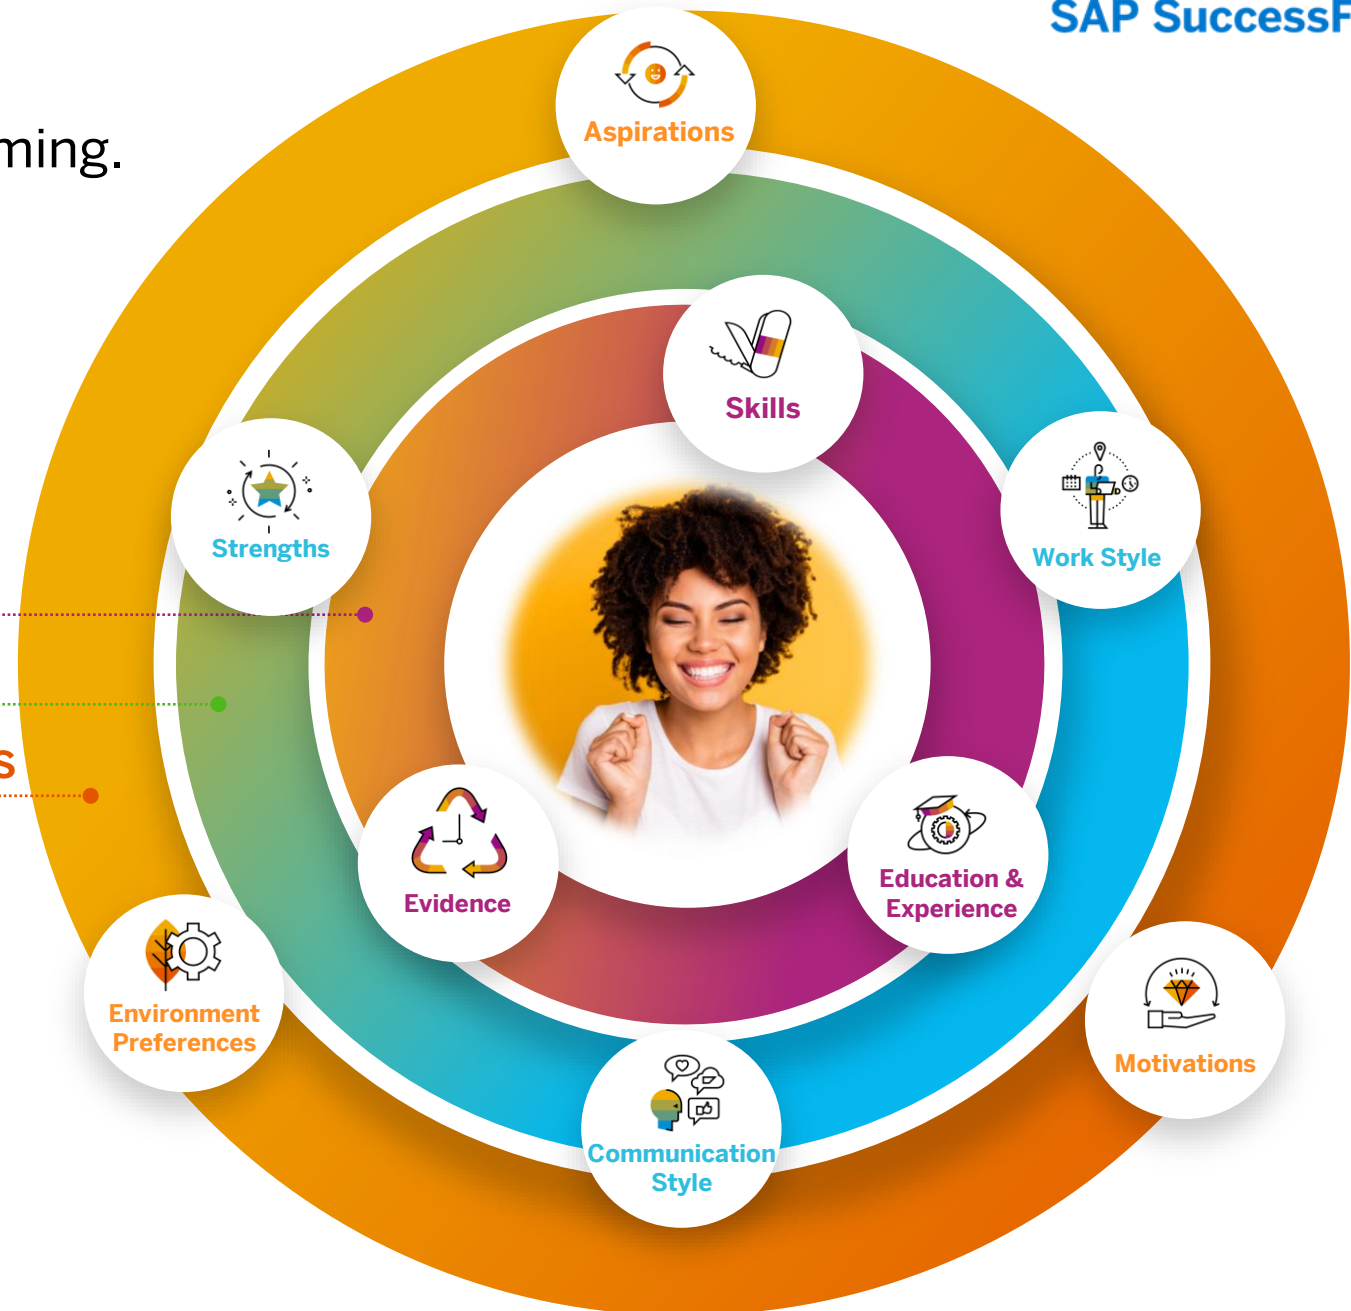 SAP SuccessF
ming.
Aspirations
Skills
Strengths
Work Style
s
Evidence
Education &
Experience
Environment
Preferences
Motivations
Communication
Style